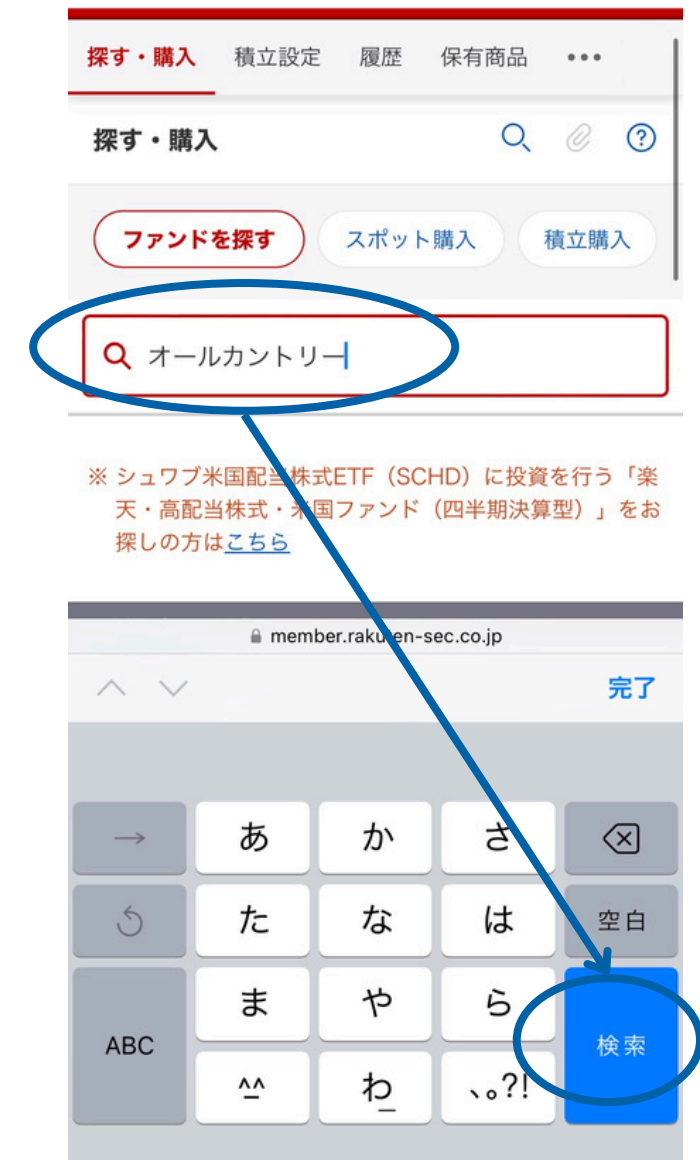 探す・購入 積立設定 履歴 保有商品 •••
探す・購入
ファンドを探す スポット購入 積立購入
オールカントリー
※ シュワブ米国配当株式ETF（SCHD）に投資を行う「楽
天・高配当株式・米国ファンド（四半期決算型）」をお
探しの方はこちら
member.rakuten-sec.co.jp
完了
→ あ か さ
た な は 空白
ま や ら
ABC 検索
^^ わ_ 、。?!